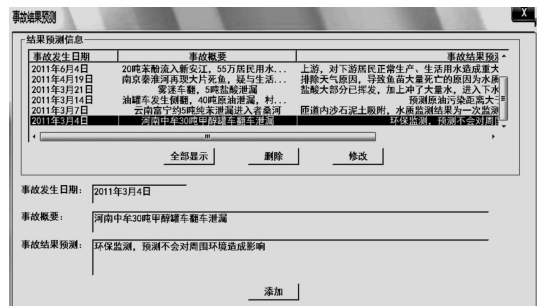 事故结果预测
结果预测信息
事故发生日期 事故概要 事故结果预
2011年6月4日 20吨苯酚流入新安江，55万居民用水... 上游，对下游居民正常生产、生活用水造成重大
2011年4月19日 南京秦淮河再现大片死鱼，疑与生活... 排除天气原因，导致鱼苗大量死亡的原因为水质
2011年3月21日 雾迷车翻，5吨盐酸泄漏 盐酸大部分已挥发，加上冲了大量水，进入下水
2011年3月14日 油罐车发生侧翻，40吨原油泄漏，村... 预测原油污染距离大于
2011年3月7日 云南富宁约5吨纯苯泄漏进入者桑河 匝道内沙石泥土吸附，水质监测结果为一次监测
2011年3月4日 河南中牟30吨甲醇罐车翻车泄漏 环保监测，预测不会对周
全部显示 删除 修改
事故发生日期： 2011年3月4日
事故概要： 河南中牟30吨甲醇罐车翻车泄漏
事故结果预测： 环保监测，预测不会对周围环境造成影响
添加